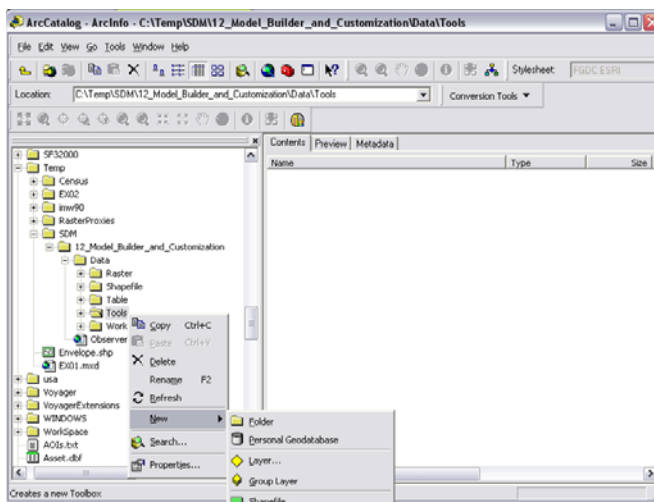 ArcCatalog - ArcInfo - C:\Temp\SDM\12_Model_Builder_and_Customization\Data\Tools
File Edit View Go Tools Window Help
Stylesheet: FGDC ESRI
Location: C:\Temp\SDM\12_Model_Builder_and_Customization\Data\Tools
Conversion Tools
Contents Preview Metadata
Name Type Size
SF32000
Temp
Census
EX02
imw90
RasterProxies
SDM
12_Model_Builder_and_Customization
Data
Raster
Shapefile
Table
Tools
Work
Observer
Envelope.shp
EX01.mxd
usa
Voyager
VoyagerExtensions
WINDOWS
WorkSpace
AOIs.txt
Asset.dbf
Copy Ctrl+C
Paste Ctrl+V
Delete
Rename F2
Refresh
New
Search...
Properties...
Folder
Personal Geodatabase
Layer...
Group Layer
Shapefile
Creates a new Toolbox